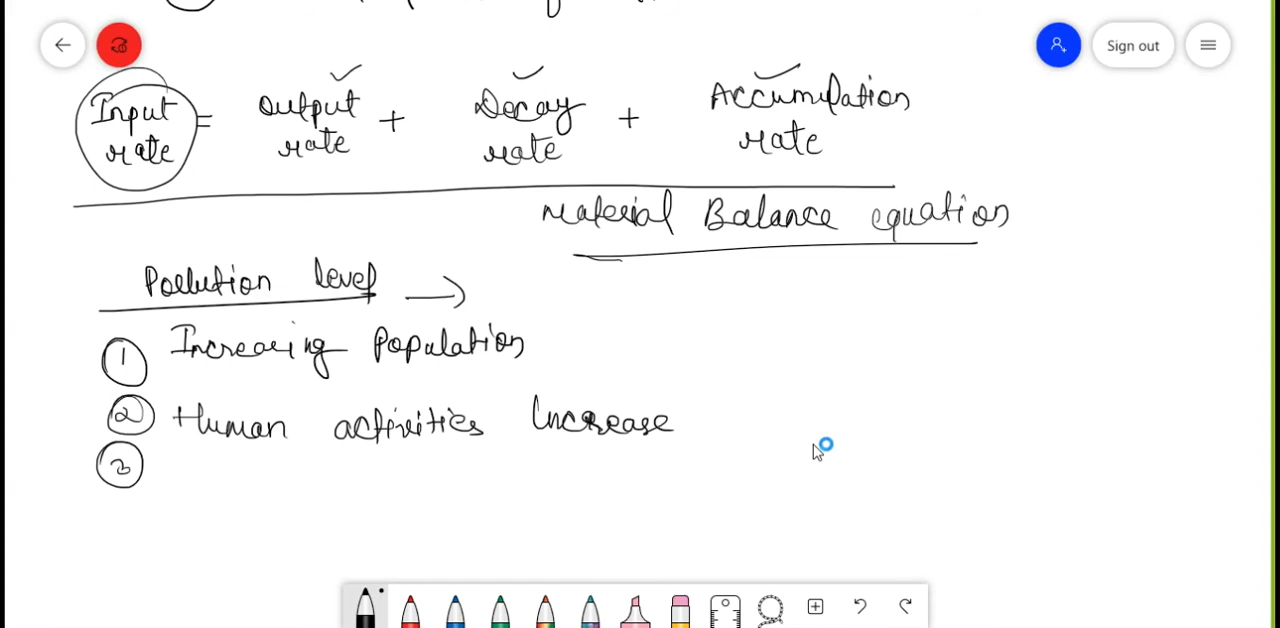 Sign out
Input = Output + Decay + Accumulation
rate rate rate rate
Material Balance equation
Pollution level →
1 Increasing Population
2 Human activities Increase
3